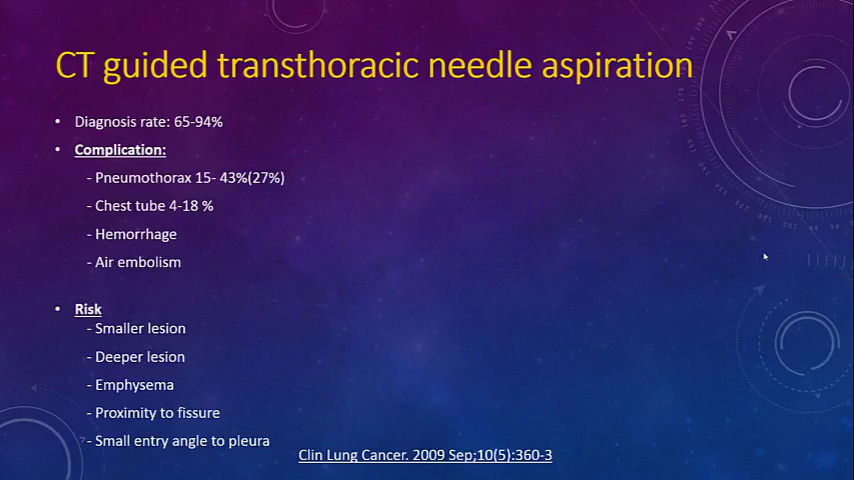 CT guided transthoracic needle aspiration
• Diagnosis rate: 65-94%
• Complication:
- Pneumothorax 15- 43%(27%)
- Chest tube 4-18 %
- Hemorrhage
- Air embolism
• Risk
- Smaller lesion
- Deeper lesion
- Emphysema
- Proximity to fissure
- Small entry angle to pleura
Clin Lung Cancer. 2009 Sep;10(5):360-3